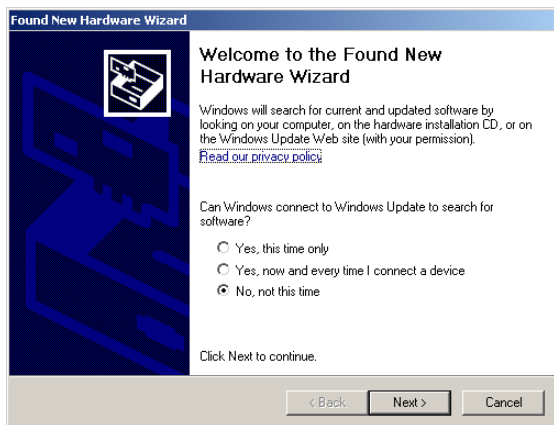 Found New Hardware Wizard
Welcome to the Found New
Hardware Wizard
Windows will search for current and updated software by
looking on your computer, on the hardware installation CD, or on
the Windows Update Web site (with your permission).
Read our privacy policy
Can Windows connect to Windows Update to search for
software?
Yes, this time only
Yes, now and every time I connect a device
No, not this time
Click Next to continue.
< Back
Next >
Cancel